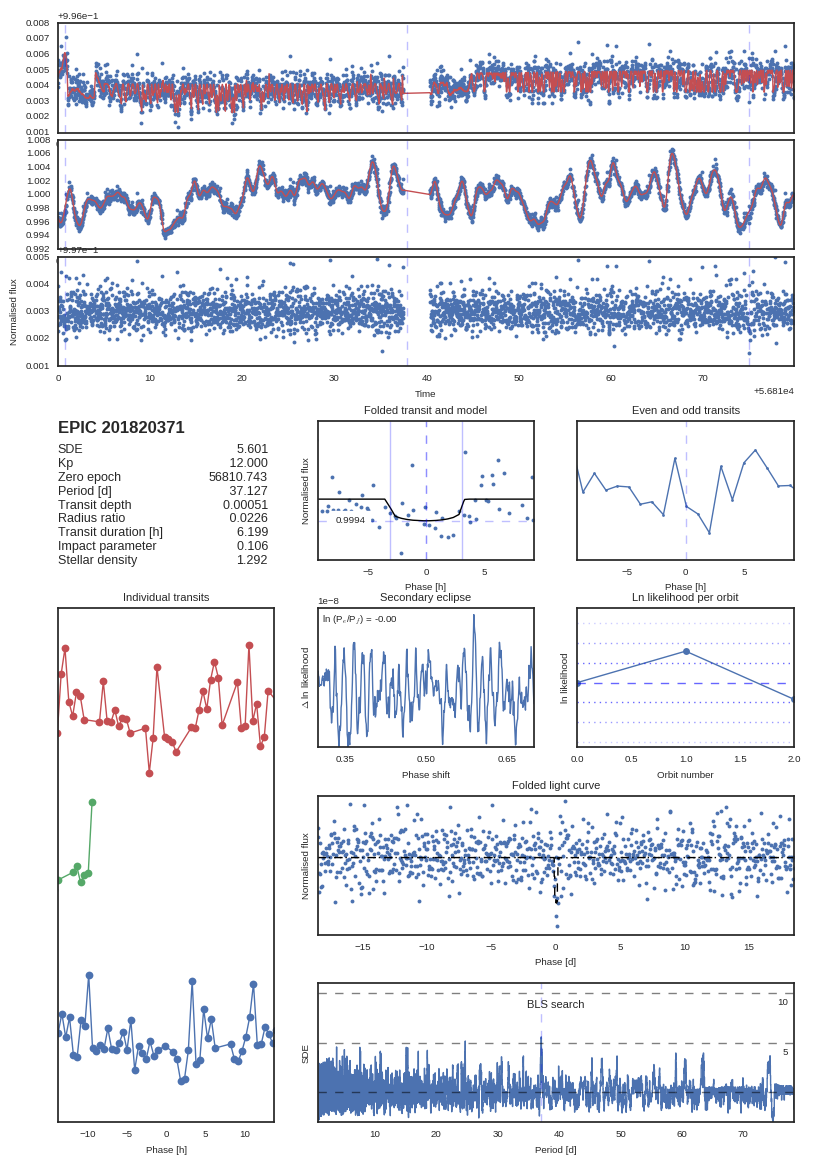 +9.96e−1
0.008
0.007
0.006
0.005
0.004
0.003
0.002
0.001
1.008
1.006
1.004
1.002
1.000
0.998
0.996
0.994
0.992
+9.97e−1
0.005
0.004
0.003
0.002
0.001
Normalised flux
0 10 20 30 40 50 60 70
Time
+5.681e4
EPIC 201820371
SDE 5.601
Kp 12.000
Zero epoch 56810.743
Period [d] 37.127
Transit depth 0.00051
Radius ratio 0.0226
Transit duration [h] 6.199
Impact parameter 0.106
Stellar density 1.292
Folded transit and model
Normalised flux
0.9994
−5 0 5
Phase [h]
Even and odd transits
−5 0 5
Phase [h]
Individual transits
−10 −5 0 5 10
Phase [h]
Secondary eclipse
1e−8
ln (Pₑ/P𝑓) = -0.00
Δ ln likelihood
0.35 0.50 0.65
Phase shift
Ln likelihood per orbit
ln likelihood
0.0 0.5 1.0 1.5 2.0
Orbit number
Folded light curve
Normalised flux
−15 −10 −5 0 5 10 15
Phase [d]
BLS search
10
5
SDE
10 20 30 40 50 60 70
Period [d]